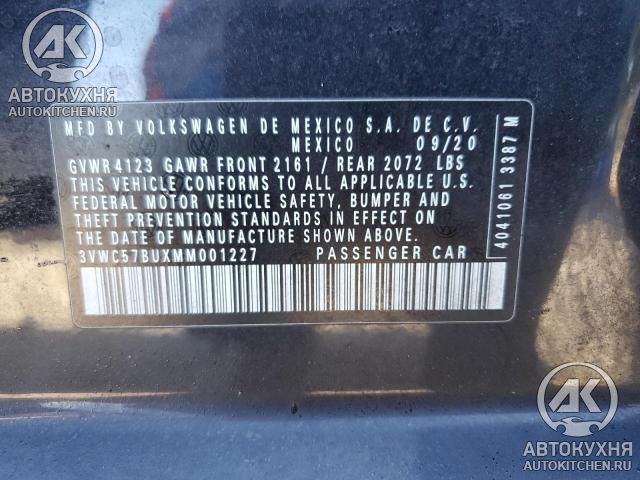 AK
АВТОКУХНЯ
AUTOKITCHEN.RU
MFD BY VOLKSWAGEN DE MEXICO S.A. DE C.V.
MEXICO 09/20
GVWR 4123 GAWR FRONT 2161 / REAR 2072 LBS
THIS VEHICLE CONFORMS TO ALL APPLICABLE U.S.
FEDERAL MOTOR VEHICLE SAFETY, BUMPER AND
THEFT PREVENTION STANDARDS IN EFFECT ON
THE DATE OF MANUFACTURE SHOWN ABOVE.
3VWC57BUXMM001227 PASSENGER CAR
4041061 3387 M
AK
АВТОКУХНЯ
AUTOKITCHEN.RU